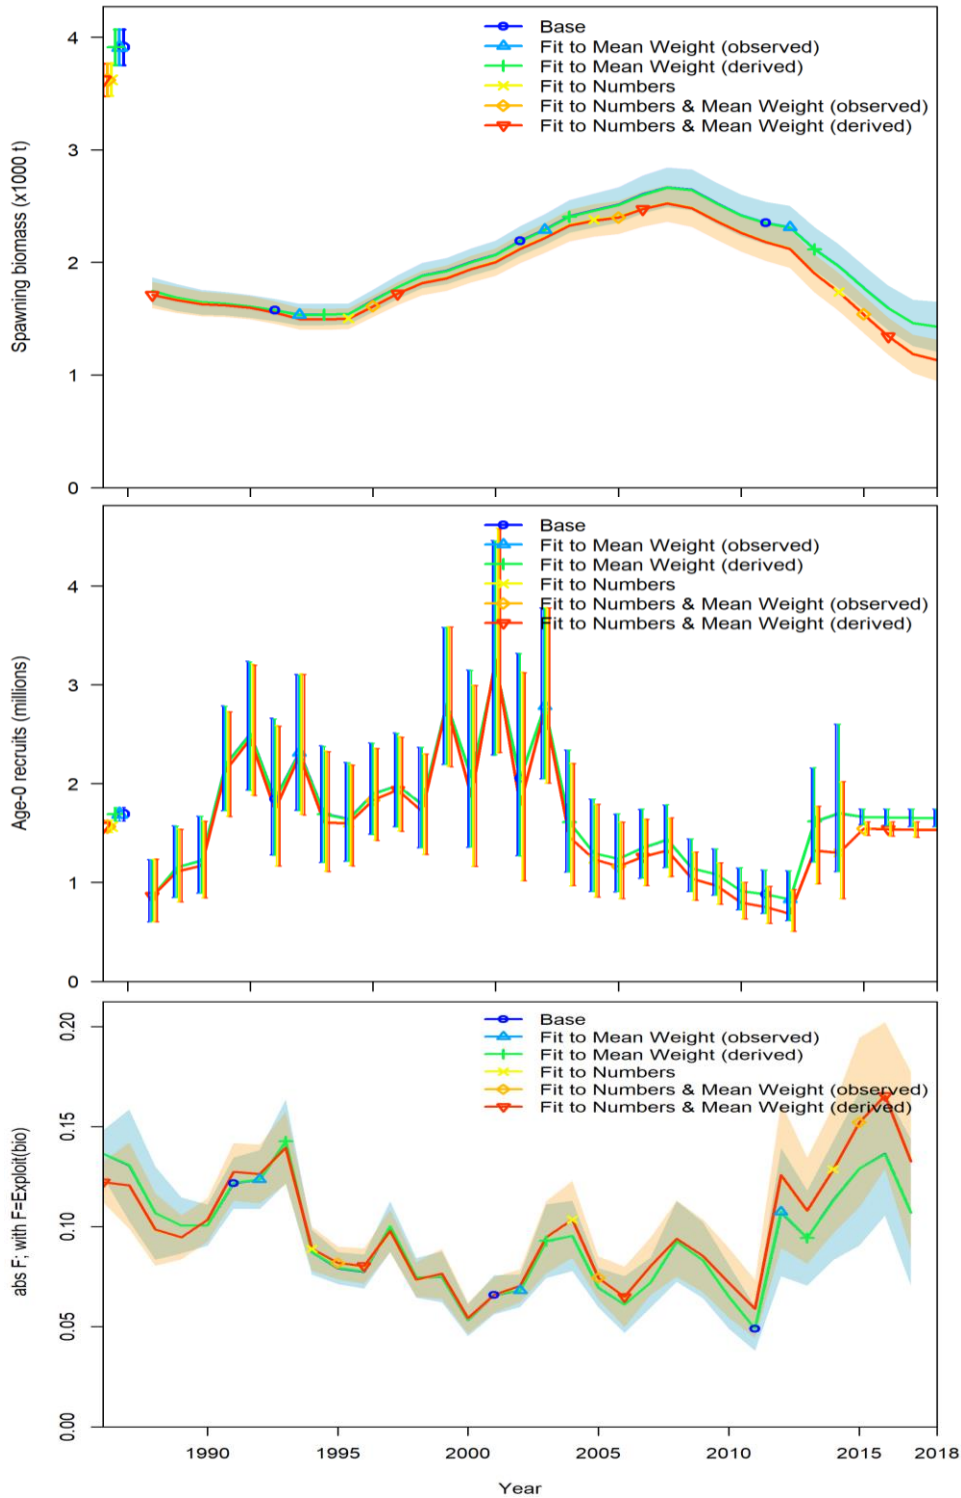 Base
Fit to Mean Weight (observed)
Fit to Mean Weight (derived)
Fit to Numbers
Fit to Numbers & Mean Weight (observed)
Fit to Numbers & Mean Weight (derived)
Spawning biomass (x1000 t)
4
3
2
1
0
Base
Fit to Mean Weight (observed)
Fit to Mean Weight (derived)
Fit to Numbers
Fit to Numbers & Mean Weight (observed)
Fit to Numbers & Mean Weight (derived)
Age-0 recruits (millions)
4
3
2
1
0
Base
Fit to Mean Weight (observed)
Fit to Mean Weight (derived)
Fit to Numbers
Fit to Numbers & Mean Weight (observed)
Fit to Numbers & Mean Weight (derived)
abs F; with F=Exploit(bio)
0.20
0.15
0.10
0.05
0.00
1990 1995 2000 2005 2010 2015 2018
Year